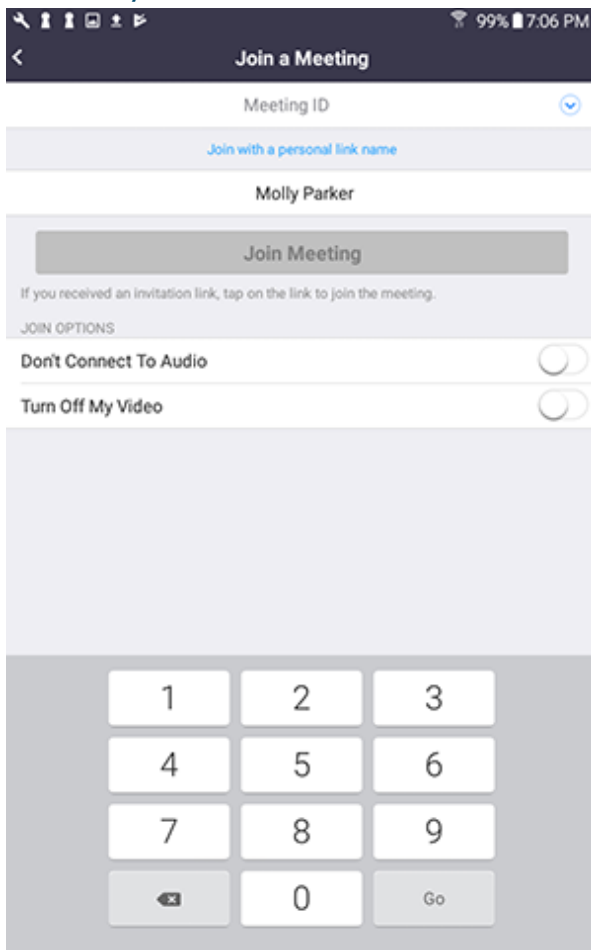 99% 7:06 PM
Join a Meeting
Meeting ID
Join with a personal link name
Molly Parker
Join Meeting
If you received an invitation link, tap on the link to join the meeting.
JOIN OPTIONS
Don't Connect To Audio
Turn Off My Video
1 2 3
4 5 6
7 8 9
0 Go